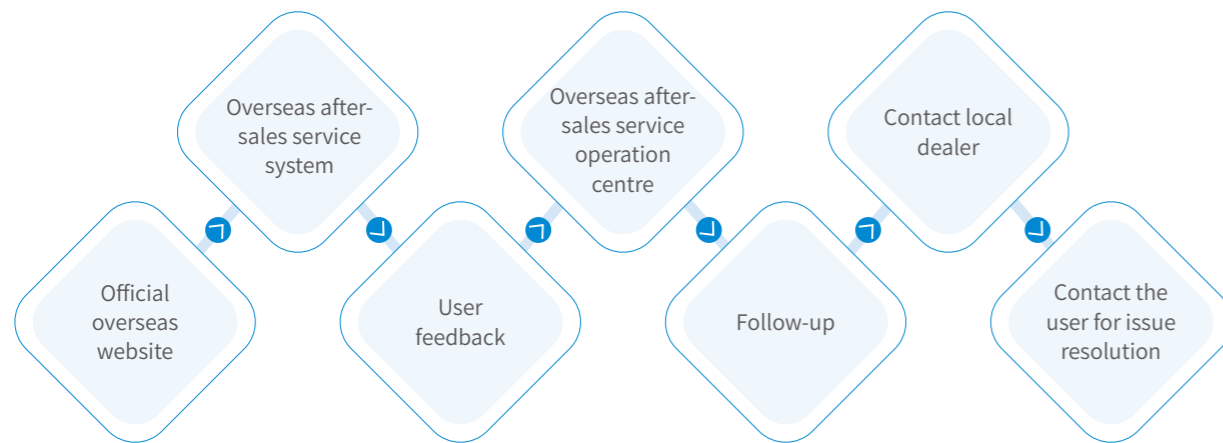 Official
overseas
website
Overseas after-
sales service
system
User
feedback
Overseas after-
sales service
operation
centre
Follow-up
Contact local
dealer
Contact the
user for issue
resolution